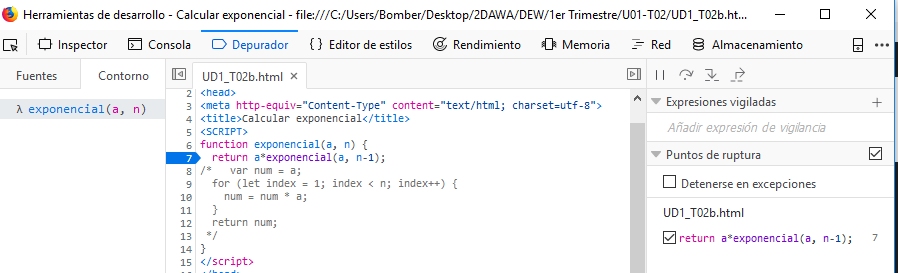 Herramientas de desarrollo - Calcular exponencial - file:///C:/Users/Bomber/Desktop/2DAWA/DEW/1er Trimestre/U01-T02/UD1_T02b.ht...
Inspector Consola Depurador {} Editor de estilos Rendimiento Memoria Red Almacenamiento
Fuentes Contorno UD1_T02b.html ×
λ exponencial(a, n)
2 <head>
3 <meta http-equiv="Content-Type" content="text/html; charset=utf-8">
4 <title>Calcular exponencial</title>
5 <SCRIPT>
6 function exponencial(a, n) {
7 return a*exponencial(a, n-1);
8 /* var num = a;
9 for (let index = 1; index < n; index++) {
10 num = num * a;
11 }
12 return num;
13 */
14 }
15 </script>
16 </head>
Expresiones vigiladas +
Añadir expresión de vigilancia
Puntos de ruptura
Detenerse en excepciones
UD1_T02b.html
return a*exponencial(a, n-1); 7